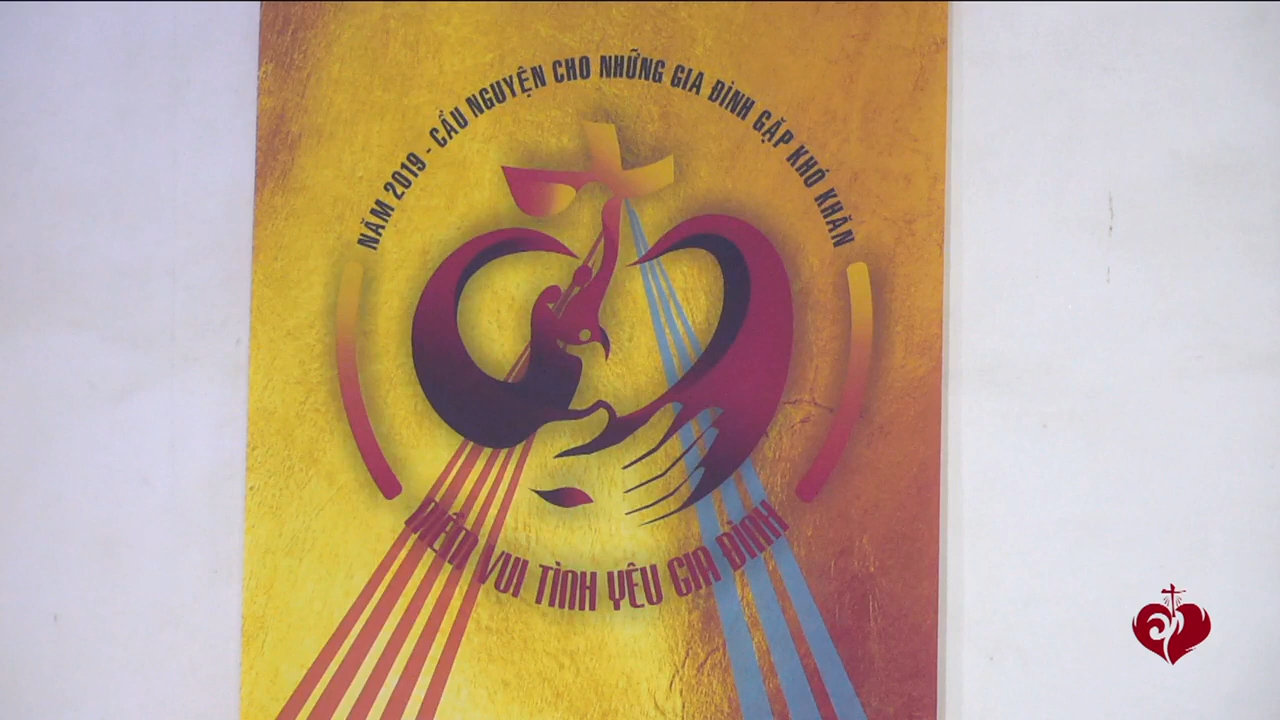 NĂM 2019 - CẦU NGUYỆN CHO NHỮNG GIA ĐÌNH GẶP KHÓ KHĂN
NIỀM VUI TÌNH YÊU GIA ĐÌNH